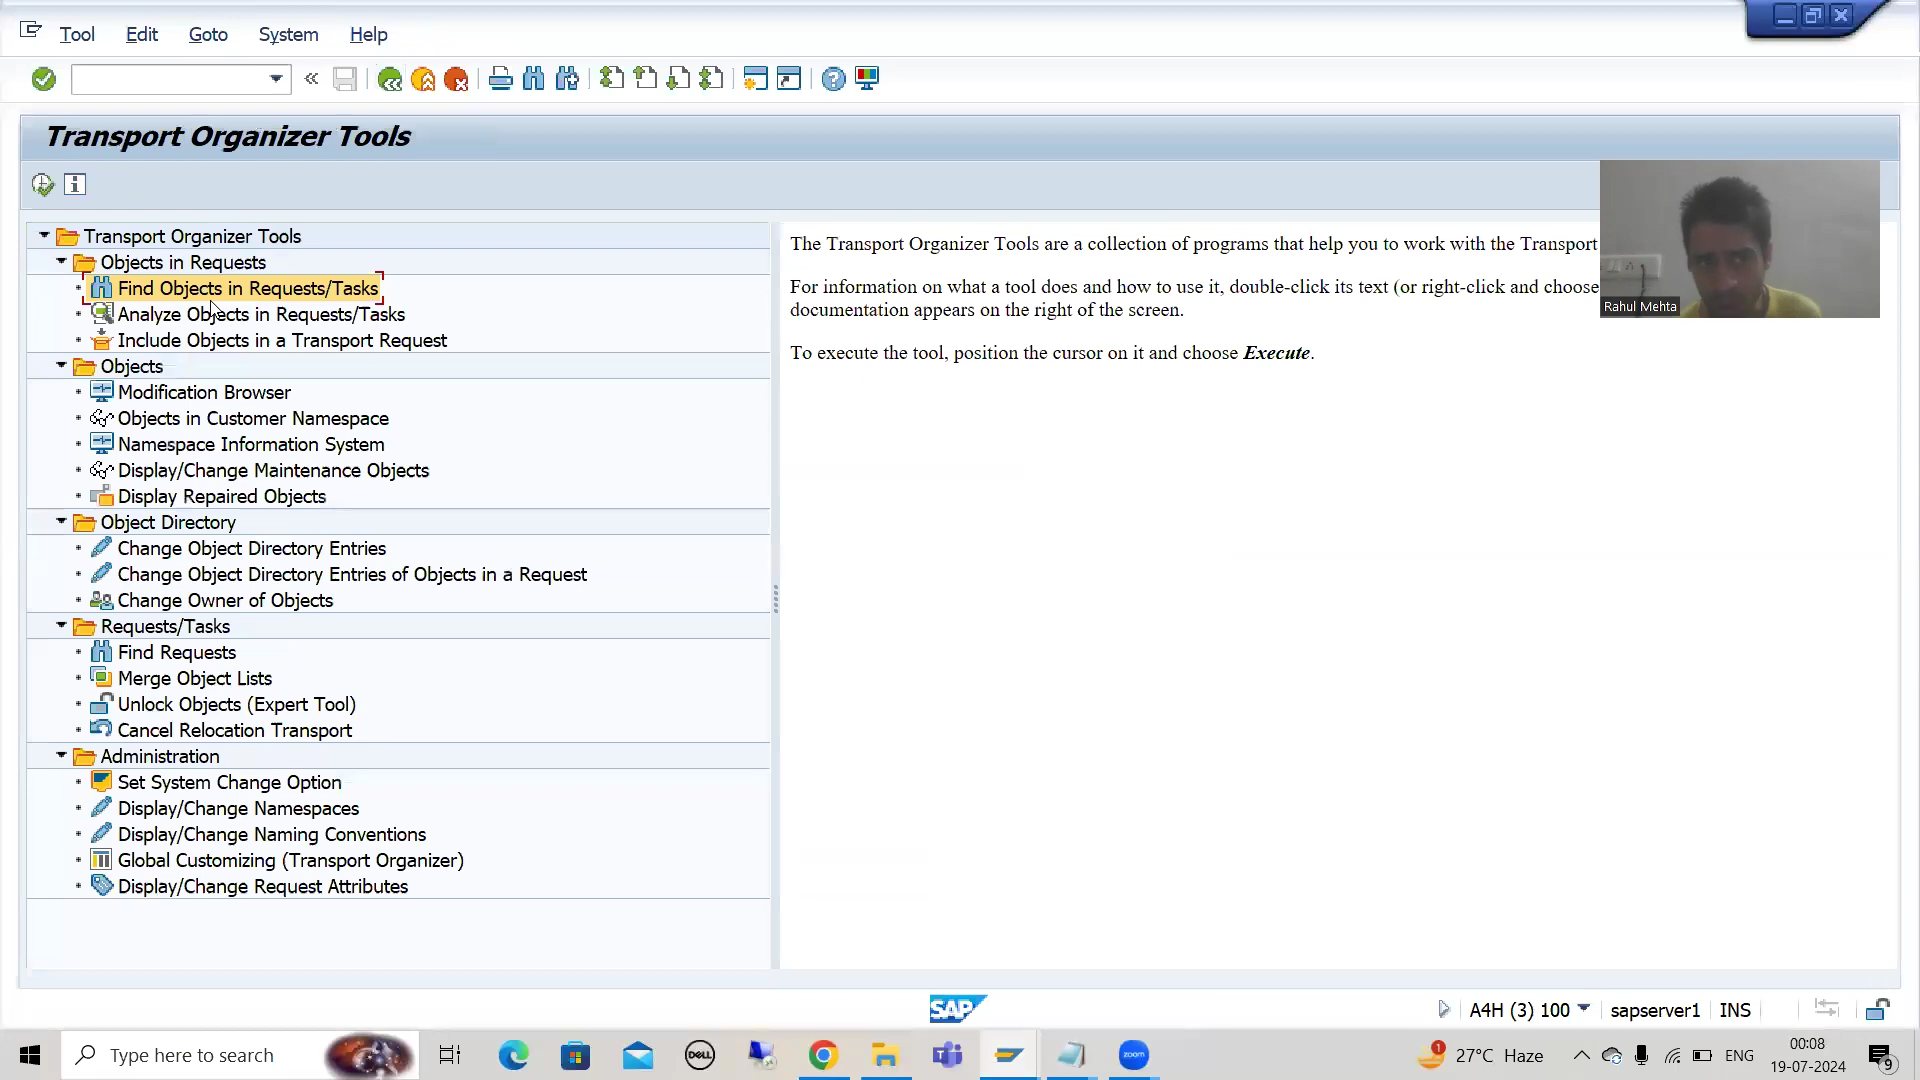 Tool Edit Goto System Help
Transport Organizer Tools
Transport Organizer Tools
Objects in Requests
Find Objects in Requests/Tasks
Analyze Objects in Requests/Tasks
Include Objects in a Transport Request
Objects
Modification Browser
Objects in Customer Namespace
Namespace Information System
Display/Change Maintenance Objects
Display Repaired Objects
Object Directory
Change Object Directory Entries
Change Object Directory Entries of Objects in a Request
Change Owner of Objects
Requests/Tasks
Find Requests
Merge Object Lists
Unlock Objects (Expert Tool)
Cancel Relocation Transport
Administration
Set System Change Option
Display/Change Namespaces
Display/Change Naming Conventions
Global Customizing (Transport Organizer)
Display/Change Request Attributes
The Transport Organizer Tools are a collection of programs that help you to work with the Transport
For information on what a tool does and how to use it, double-click its text (or right-click and choose
documentation appears on the right of the screen.
To execute the tool, position the cursor on it and choose Execute.
Rahul Mehta
SAP
A4H (3) 100 sapserver1 INS
Type here to search
DELL
zoom
1
27°C Haze
ENG
00:08
19-07-2024
9